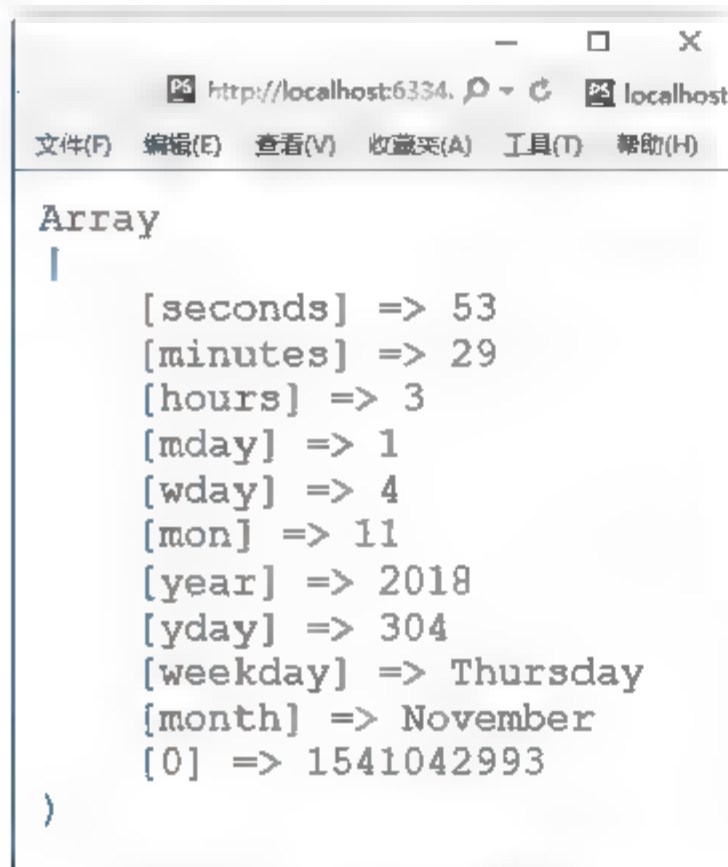 http://localhost:6334. localhost
文件(F) 编辑(E) 查看(V) 收藏夹(A) 工具(T) 帮助(H)
Array
(
[seconds] => 53
[minutes] => 29
[hours] => 3
[mday] => 1
[wday] => 4
[mon] => 11
[year] => 2018
[yday] => 304
[weekday] => Thursday
[month] => November
[0] => 1541042993
)